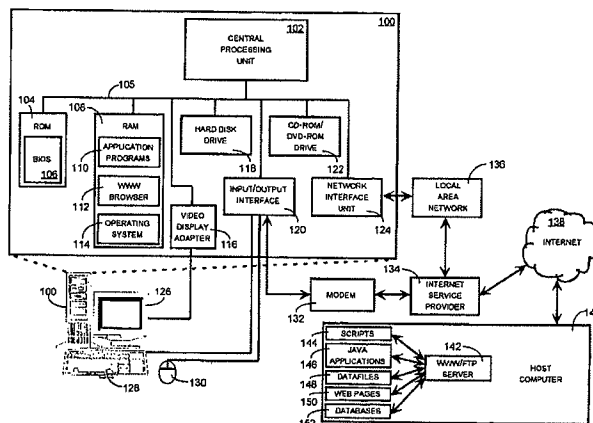 102
100
CENTRAL
PROCESSING
UNIT
105
104
ROM
BIOS
106
106
RAM
110
APPLICATION
PROGRAMS
112
WWW
BROWSER
114
OPERATING
SYSTEM
HARD DISK
DRIVE
118
CD-ROM/
DVD-ROM
DRIVE
122
VIDEO
DISPLAY
ADAPTER
116
INPUT/OUTPUT
INTERFACE
120
NETWORK
INTERFACE
UNIT
124
136
LOCAL
AREA
NETWORK
138
INTERNET
134
INTERNET
SERVICE
PROVIDER
MODEM
132
100
126
128
130
144
SCRIPTS
146
JAVA
APPLICATIONS
148
DATAFILES
150
WEB PAGES
DATABASES
142
WWW/FTP
SERVER
HOST
COMPUTER